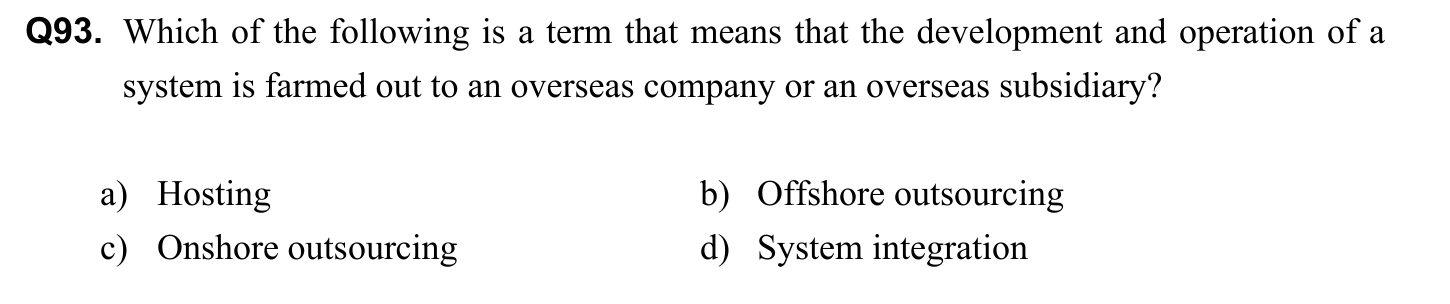 Q93. Which of the following is a term that means that the development and operation of a
system is farmed out to an overseas company or an overseas subsidiary?
a) Hosting b) Offshore outsourcing
c) Onshore outsourcing d) System integration